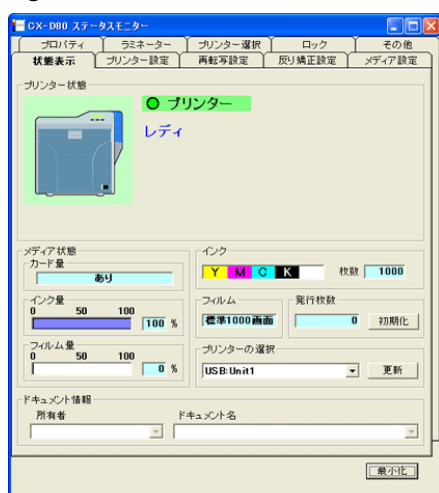 CX-D80 ステータスモニター
プロパティ ラミネーター プリンター選択 ロック その他
状態表示 プリンター設定 再転写設定 反り矯正設定 メディア設定
プリンター状態
プリンター
レディ
メディア状態
カード量
あり
インク
Y M C K 枚数 1000
インク量
0 50 100
100 %
フィルム
標準1000画面
発行枚数
0 初期化
フィルム量
0 50 100
0 %
プリンターの選択
USB:Unit1 更新
ドキュメント情報
所有者 ドキュメント名
最小化